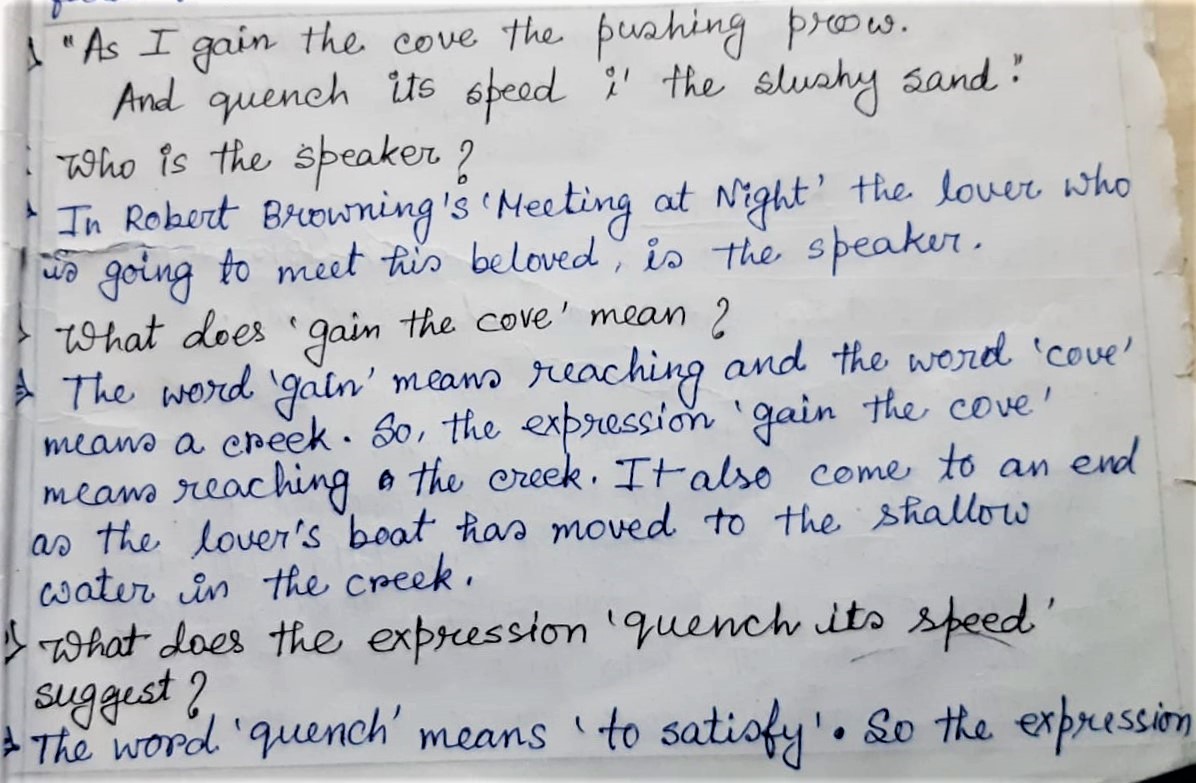 "As I gain the cove the pushing prow.
And quench its speed i' the slushy sand."
Who is the speaker?
In Robert Browning's 'Meeting at Night' the lover who
is going to meet his beloved, is the speaker.
What does 'gain the cove' mean?
The word 'gain' means reaching and the word 'cove'
means a creek. So, the expression 'gain the cove'
means reaching the creek. It also come to an end
as the lover's boat has moved to the shallow
water in the creek.
What does the expression 'quench its speed'
suggest?
The word 'quench' means 'to satisfy'. So the expression